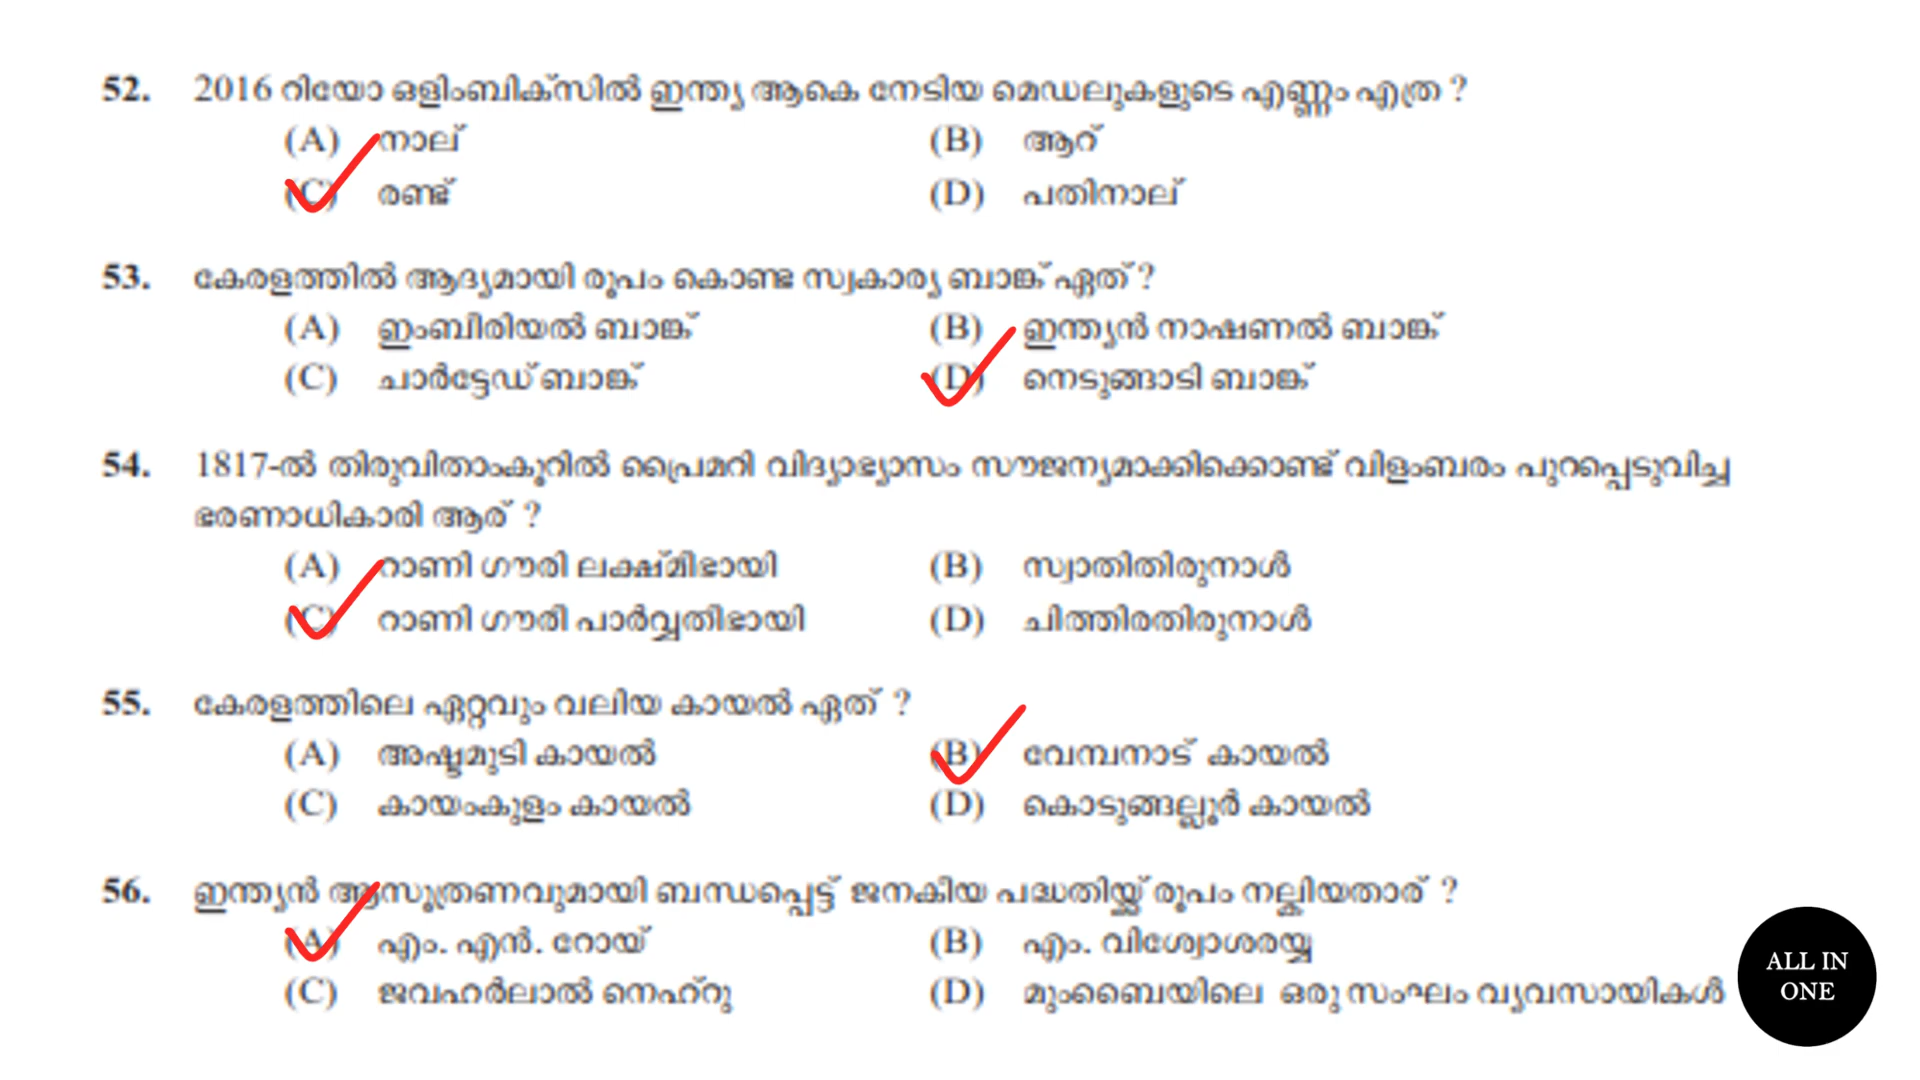 52. 2016 റിയോ ഒളിംബിക്സിൽ ഇന്ത്യ ആകെ നേടിയ മെഡലുകളുടെ എണ്ണം എത്ര ?
(A) നാല് (B) ആറ്
(C) രണ്ട് (D) പതിനാല്
53. കേരളത്തിൽ ആദ്യമായി രൂപം കൊണ്ട സ്വകാര്യ ബാങ്ക് ഏത് ?
(A) ഇംബിരിയൽ ബാങ്ക് (B) ഇന്ത്യൻ നാഷണൽ ബാങ്ക്
(C) ചാർട്ടേഡ് ബാങ്ക് (D) നെടുങ്ങാടി ബാങ്ക്
54. 1817-ൽ തിരുവിതാംകൂറിൽ പ്രൈമറി വിദ്യാഭ്യാസം സൗജന്യമാക്കിക്കൊണ്ട് വിളംബരം പുറപ്പെടുവിച്ച
ഭരണാധികാരി ആര് ?
(A) റാണി ഗൗരി ലക്ഷ്മിഭായി (B) സ്വാതിതിരുനാൾ
(C) റാണി ഗൗരി പാർവ്വതിഭായി (D) ചിത്തിരതിരുനാൾ
55. കേരളത്തിലെ ഏറ്റവും വലിയ കായൽ ഏത് ?
(A) അഷ്ടമുടി കായൽ (B) വേമ്പനാട് കായൽ
(C) കായംകുളം കായൽ (D) കൊടുങ്ങല്ലൂർ കായൽ
56. ഇന്ത്യൻ ആസൂത്രണവുമായി ബന്ധപ്പെട്ട് ജനകീയ പദ്ധതിയ്ക്ക് രൂപം നല്കിയതാര് ?
(A) എം. എൻ. റോയ് (B) എം. വിശ്വേശരയ്യ
(C) ജവഹർലാൽ നെഹ്റു (D) മുംബൈയിലെ ഒരു സംഘം വ്യവസായികൾ
ALL IN
ONE